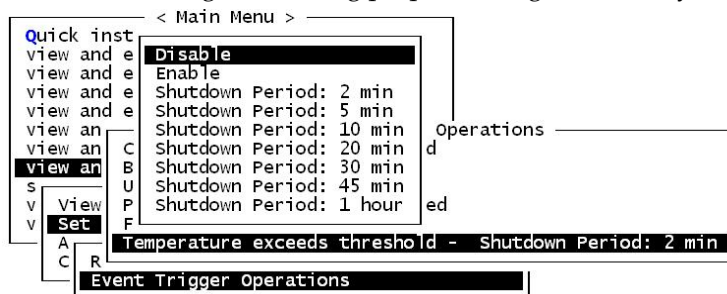 < Main Menu >
Quick inst
view and e Disable
view and e Enable
view and e Shutdown Period: 2 min
view and e Shutdown Period: 5 min
view an Shutdown Period: 10 min Operations
view an C Shutdown Period: 20 min d
view an B Shutdown Period: 30 min
s U Shutdown Period: 45 min
v View P Shutdown Period: 1 hour ed
v Set F
A Temperature exceeds threshold - Shutdown Period: 2 min
C R
Event Trigger Operations